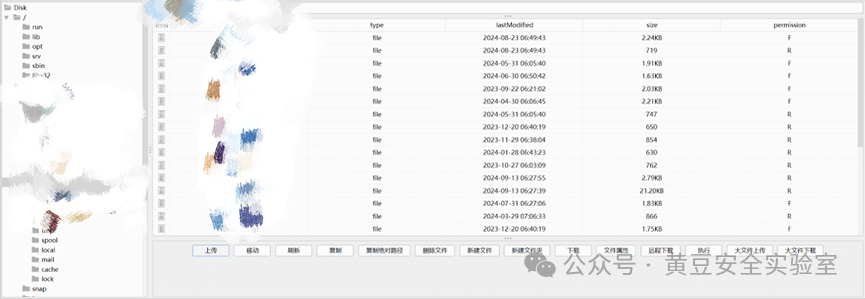 Disk
/
run
lib
opt
srv
sbin
spool
local
mail
cache
lock
snap
icon type lastModified size permission
file 2024-08-23 06:49:43 2.24KB F
file 2024-08-23 06:49:43 719 R
file 2024-05-31 06:05:40 1.91KB F
file 2024-06-30 06:50:42 1.63KB F
file 2023-09-22 06:21:02 2.03KB F
file 2024-04-30 06:06:45 2.21KB F
file 2024-05-31 06:05:40 747 R
file 2023-12-20 06:40:19 650 R
file 2023-11-29 06:38:04 854 R
file 2024-01-28 06:43:23 630 R
file 2023-10-27 06:03:09 762 R
file 2024-09-13 06:27:55 2.79KB R
file 2024-09-13 06:27:39 21.20KB R
file 2024-07-31 06:27:06 1.83KB F
file 2024-03-29 07:06:33 866 R
file 2023-12-20 06:40:19 1.75KB F
上传 移动 刷新 复制 复制绝对路径 删除文件 新建文件 新建文件夹 下载 文件属性 远程下载 执行 大文件上传 大文件下载
公众号 · 黄豆安全实验室